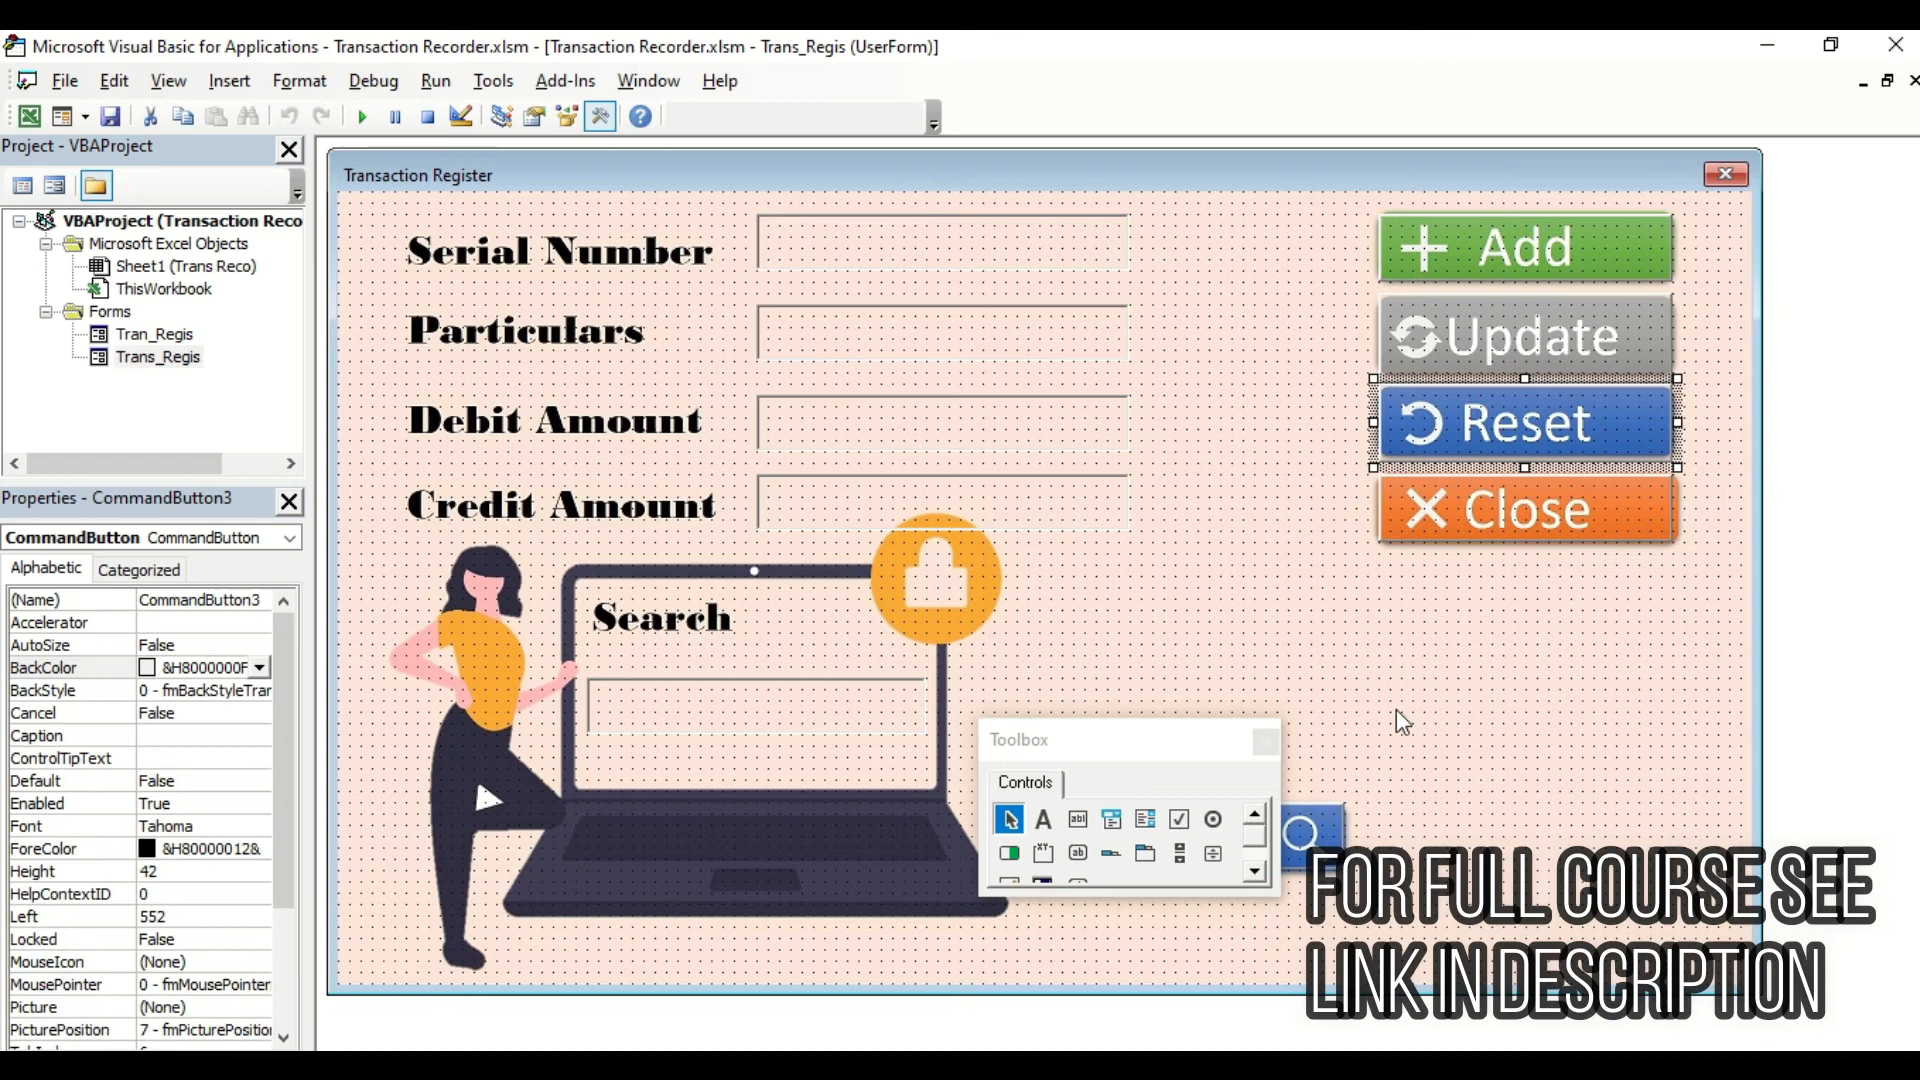 Microsoft Visual Basic for Applications - Transaction Recorder.xlsm - [Transaction Recorder.xlsm - Trans_Regis (UserForm)]
File Edit View Insert Format Debug Run Tools Add-Ins Window Help
Project - VBAProject
VBAProject (Transaction Reco
Microsoft Excel Objects
Sheet1 (Trans Reco)
ThisWorkbook
Forms
Tran_Regis
Trans_Regis
Properties - CommandButton3
CommandButton CommandButton
Alphabetic Categorized
(Name) CommandButton3
Accelerator
AutoSize False
BackColor &H8000000F
BackStyle 0 - fmBackStyleTrar
Cancel False
Caption
ControlTipText
Default False
Enabled True
Font Tahoma
ForeColor &H80000012&
Height 42
HelpContextID 0
Left 552
Locked False
MouseIcon (None)
MousePointer 0 - fmMousePointer
Picture (None)
PicturePosition 7 - fmPicturePositio
Transaction Register
Serial Number
Particulars
Debit Amount
Credit Amount
Search
Add
Update
Reset
Close
Toolbox
Controls
FOR FULL COURSE SEE
LINK IN DESCRIPTION